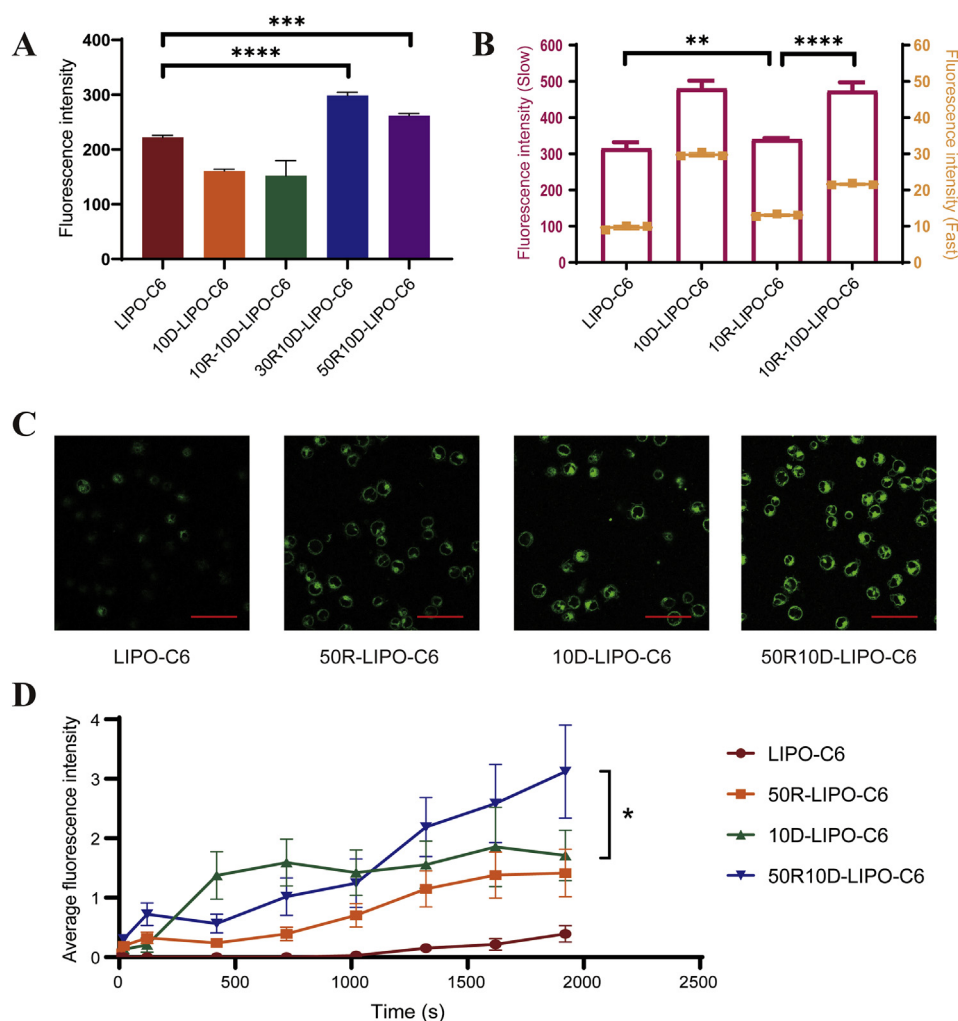 A
Fluorescence intensity
400
300
200
100
0
***
****
LIPO-C6
10D-LIPO-C6
10R-10D-LIPO-C6
30R10D-LIPO-C6
50R10D-LIPO-C6
B
Fluorescence intensity (Slow)
600
500
400
300
200
100
0
**
****
60
50
40
30
20
10
0
Fluorescence intensity (Fast)
LIPO-C6
10D-LIPO-C6
10R-LIPO-C6
10R-10D-LIPO-C6
C
LIPO-C6
50R-LIPO-C6
10D-LIPO-C6
50R10D-LIPO-C6
D
Average fluorescence intensity
4
3
2
1
0
0
500
1000
1500
2000
2500
Time (s)
*
LIPO-C6
50R-LIPO-C6
10D-LIPO-C6
50R10D-LIPO-C6